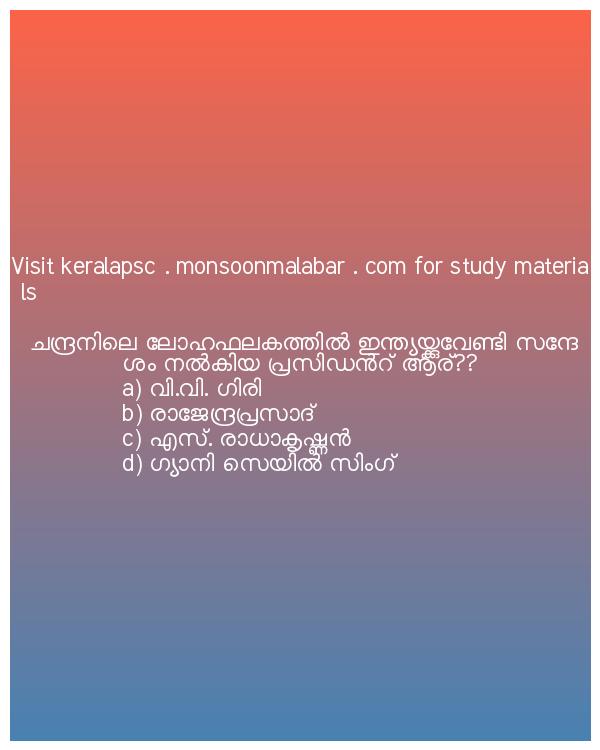 Visit keralapsc . monsoonmalabar . com for study materia
ls
ചന്ദ്രനിലെ ലോഹഫലകത്തിൽ ഇന്ത്യയ്ക്കുവേണ്ടി സന്ദേ
ശം നൽകിയ പ്രസിഡൻറ് ആര്??
a) വി.വി. ഗിരി
b) രാജേന്ദ്രപ്രസാദ്
c) എസ്. രാധാകൃഷ്ണൻ
d) ഗ്യാനി സെയിൽ സിംഗ്